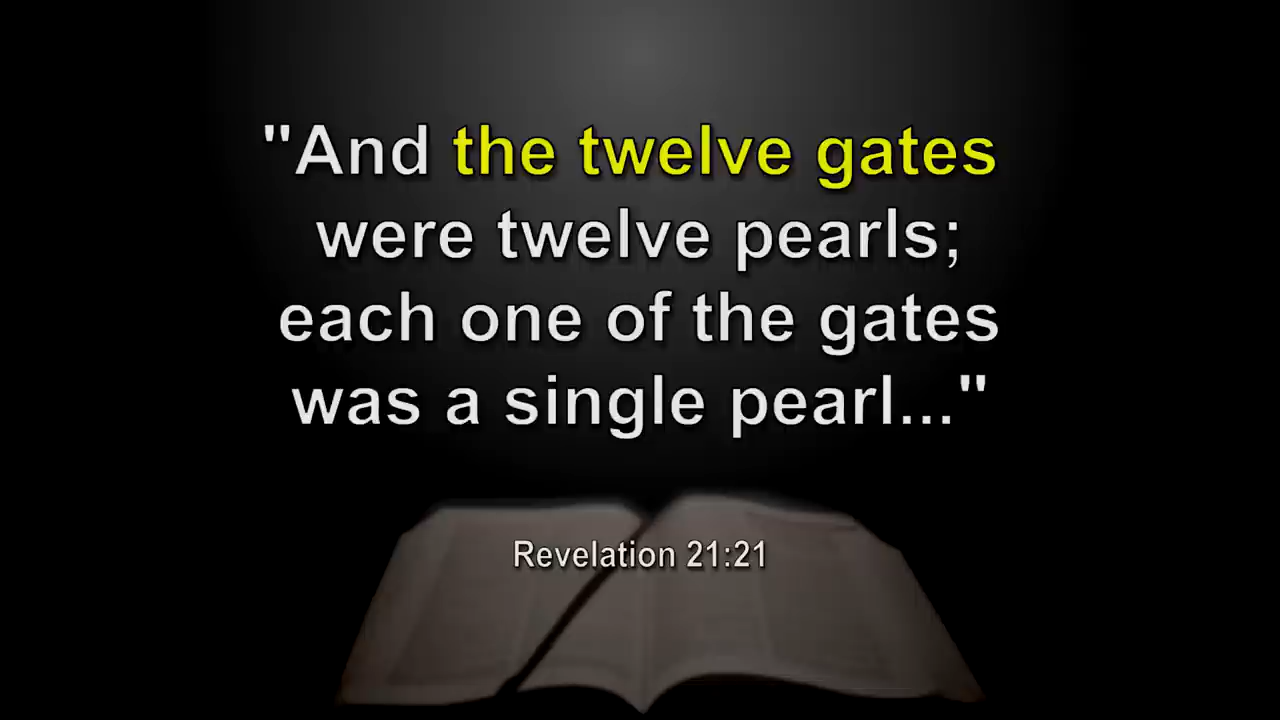 "And the twelve gates
were twelve pearls;
each one of the gates
was a single pearl..."
Revelation 21:21